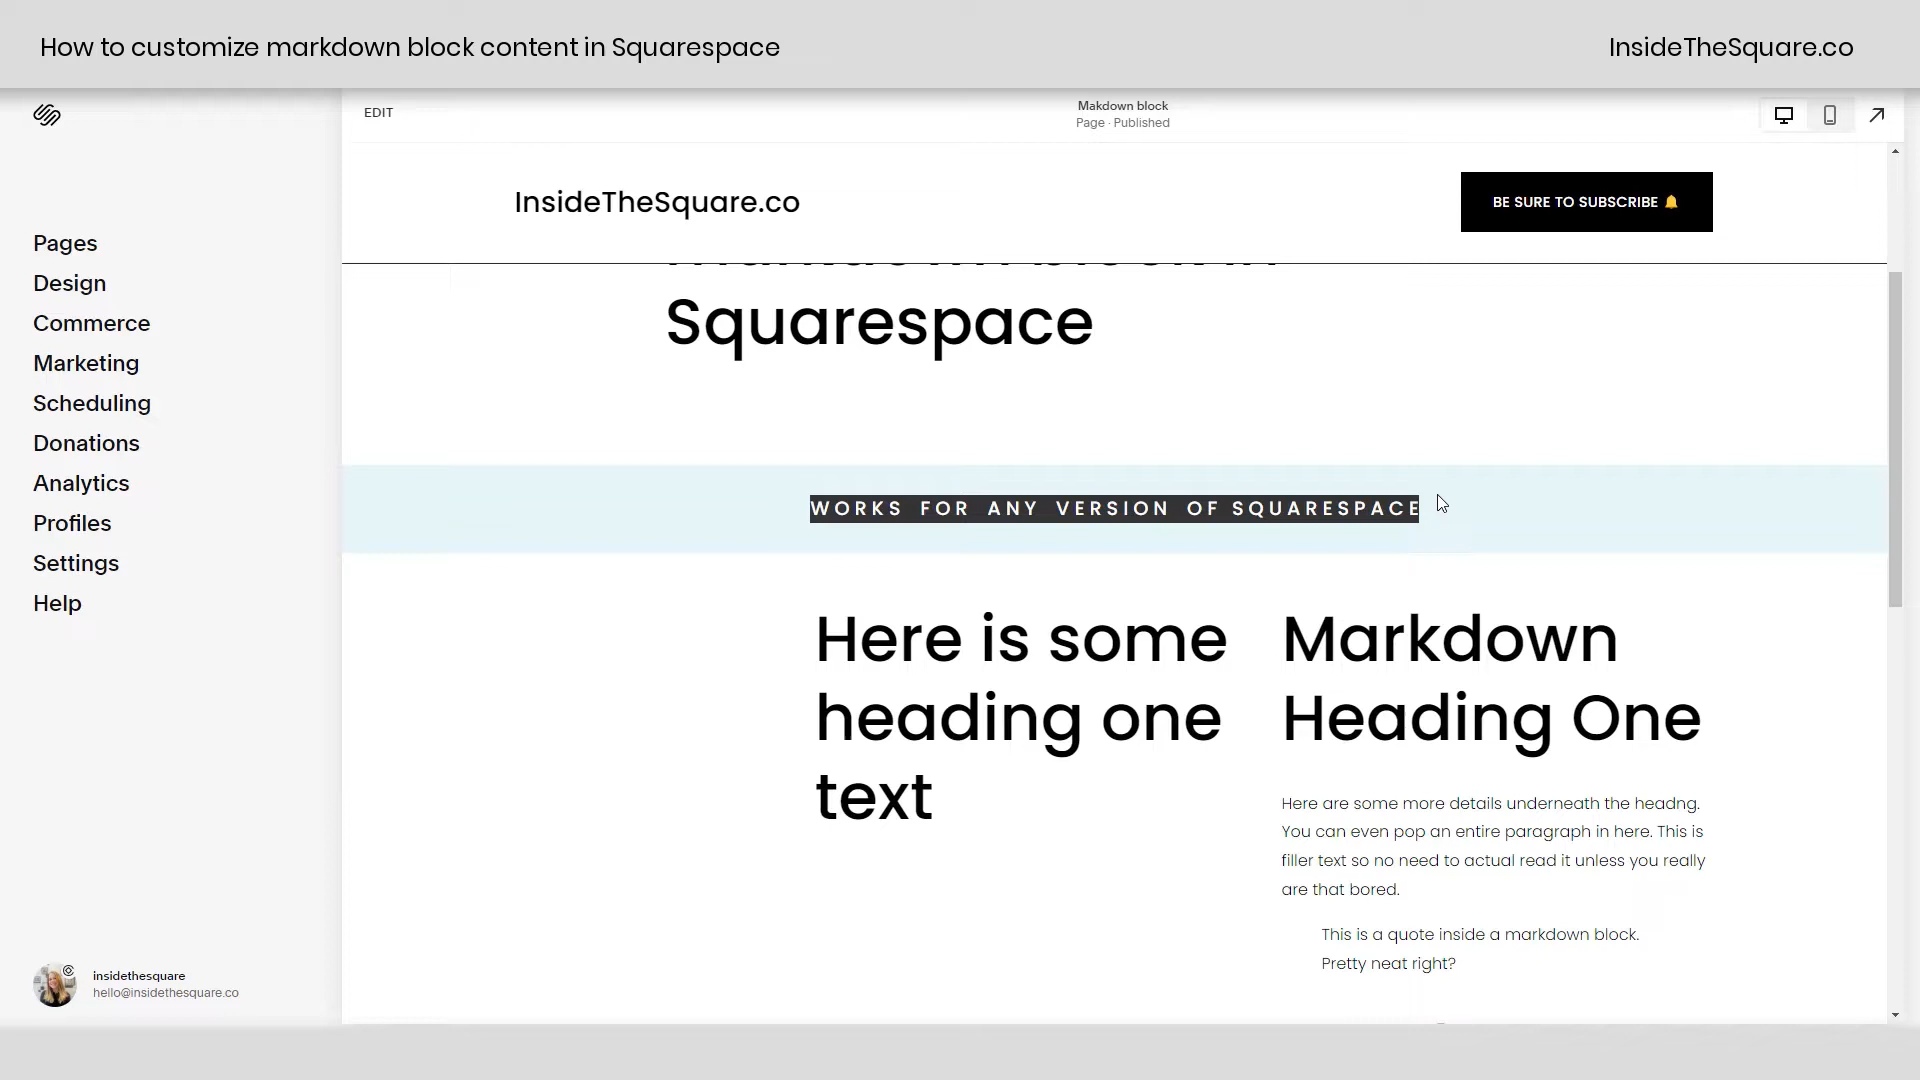 How to customize markdown block content in Squarespace
InsideTheSquare.co
EDIT
Makdown block
Page · Published
InsideTheSquare.co
BE SURE TO SUBSCRIBE 🔔
Pages
Design
Commerce
Marketing
Scheduling
Donations
Analytics
Profiles
Settings
Help
Squarespace
WORKS FOR ANY VERSION OF SQUARESPACE
Here is some
heading one
text
Markdown
Heading One
Here are some more details underneath the headng.
You can even pop an entire paragraph in here. This is
filler text so no need to actual read it unless you really
are that bored.
This is a quote inside a markdown block.
Pretty neat right?
insidethesquare
hello@insidethesquare.co